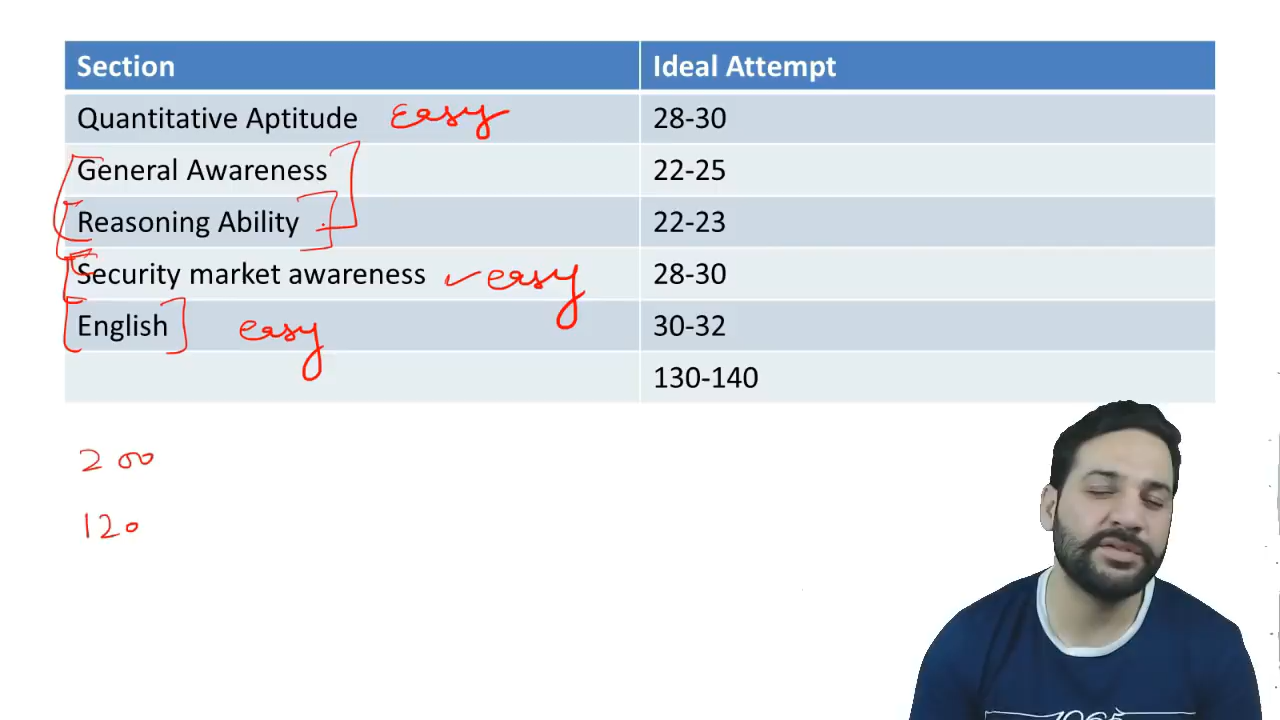 Section Ideal Attempt
Quantitative Aptitude easy 28-30
General Awareness 22-25
Reasoning Ability 22-23
Security market awareness easy 28-30
English easy 30-32
130-140
200
120